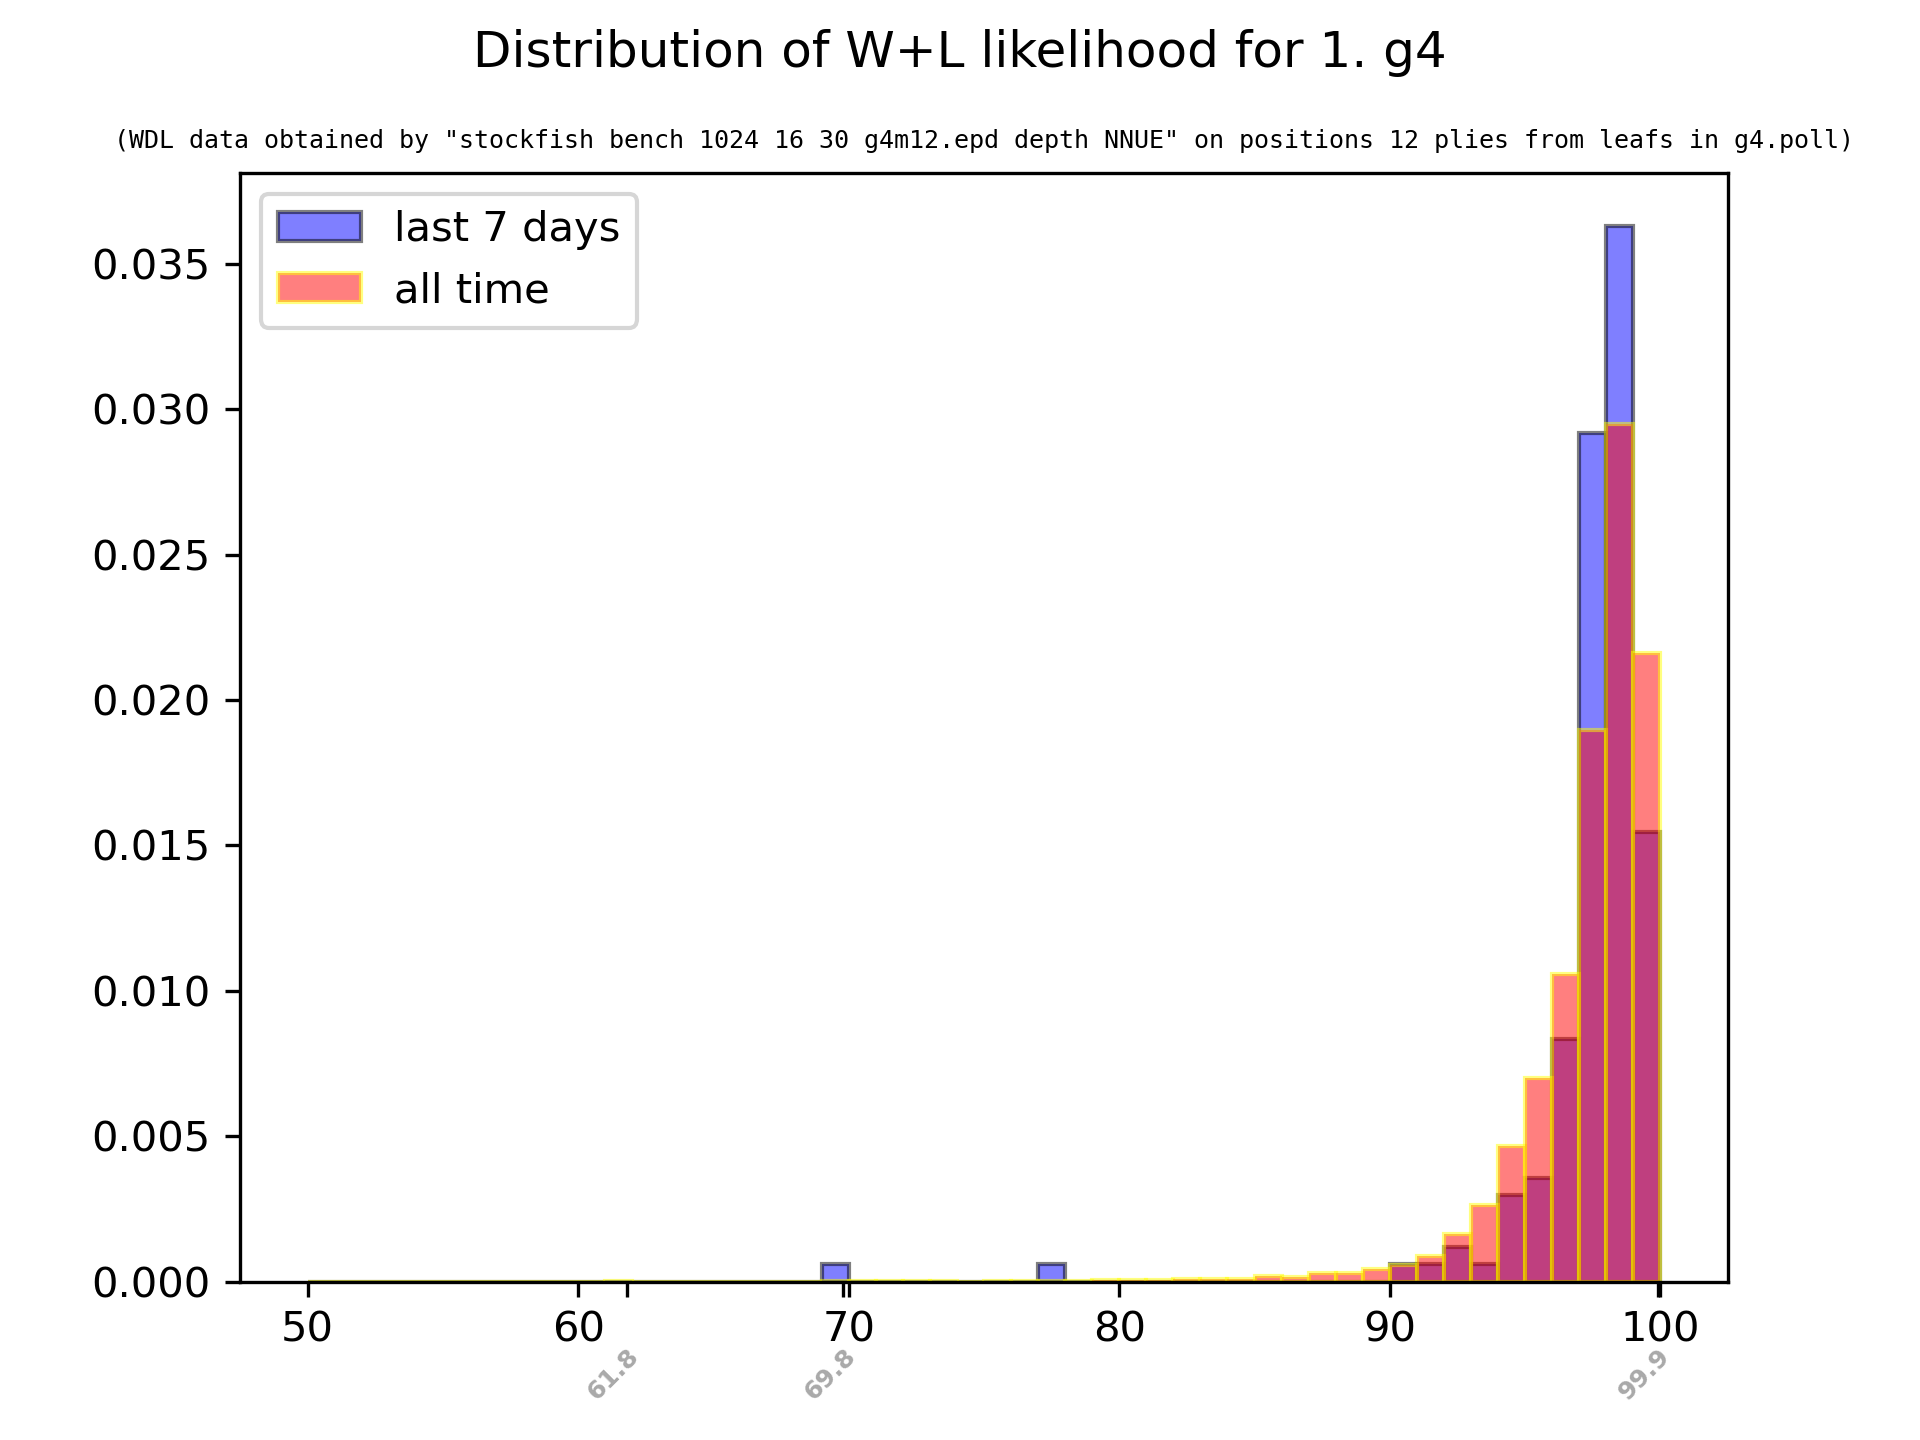 Distribution of W+L likelihood for 1. g4
(WDL data obtained by "stockfish bench 1024 16 30 g4m12.epd depth NNUE" on positions 12 plies from leafs in g4.poll)
last 7 days
all time
0.035
0.030
0.025
0.020
0.015
0.010
0.005
0.000
50 60 70 80 90 100
61.8 69.8 99.9